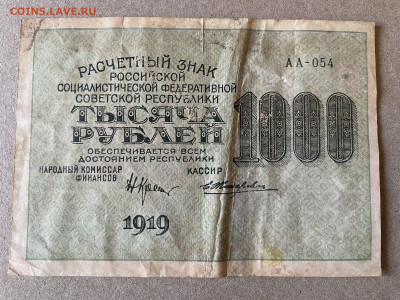 COINS.LAVE.RU
АА-054
РАСЧЕТНЫЙ ЗНАК
РОССИЙСКОЙ
СОЦИАЛИСТИЧЕСКОЙ ФЕДЕРАТИВНОЙ
СОВЕТСКОЙ РЕСПУБЛИКИ
ТЫСЯЧА
РУБЛЕЙ
1000
ОБЕСПЕЧИВАЕТСЯ ВСЕМ
ДОСТОЯНИЕМ РЕСПУБЛИКИ
НАРОДНЫЙ КОМИССАР
ФИНАНСОВ
КАССИР
1919